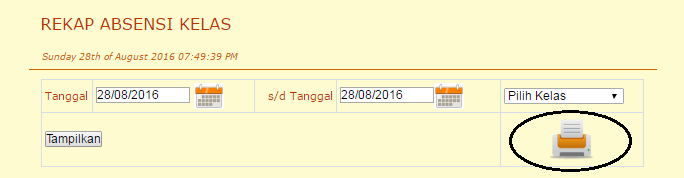 REKAP ABSENSI KELAS
Sunday 28th of August 2016 07:49:39 PM
Tanggal 28/08/2016 s/d Tanggal 28/08/2016 Pilih Kelas
Tampilkan